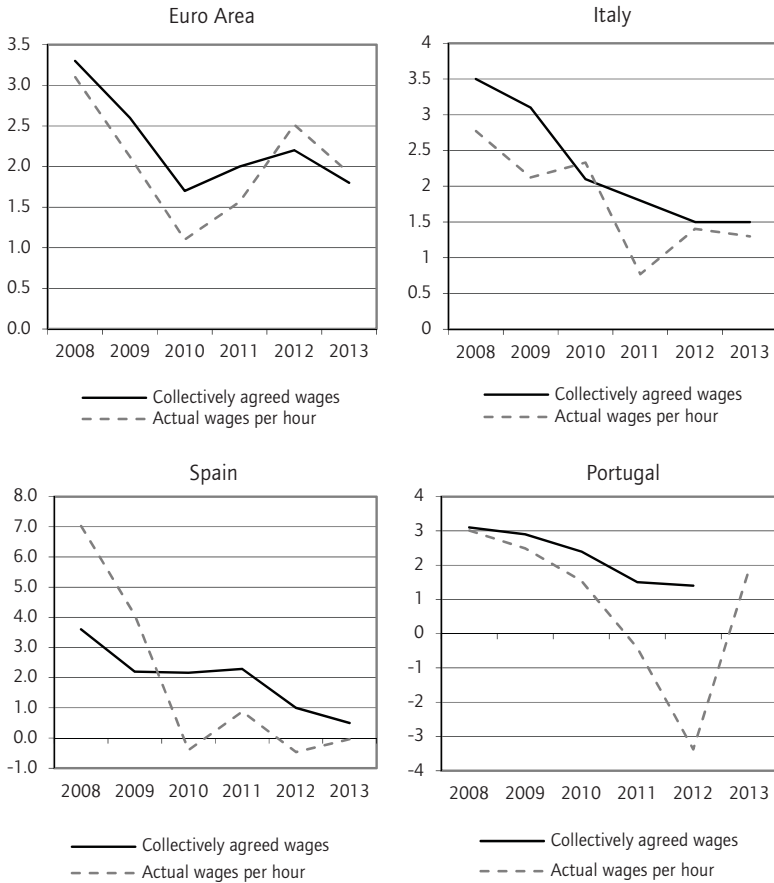 Euro Area
3.5
3.0
2.5
2.0
1.5
1.0
0.5
0.0
2008 2009 2010 2011 2012 2013
Collectively agreed wages
Actual wages per hour
Italy
4
3.5
3
2.5
2
1.5
1
0.5
0
2008 2009 2010 2011 2012 2013
Collectively agreed wages
Actual wages per hour
Spain
8.0
7.0
6.0
5.0
4.0
3.0
2.0
1.0
0.0
-1.0
2008 2009 2010 2011 2012 2013
Collectively agreed wages
Actual wages per hour
Portugal
4
3
2
1
0
-1
-2
-3
-4
2008 2009 2010 2011 2012 2013
Collectively agreed wages
Actual wages per hour